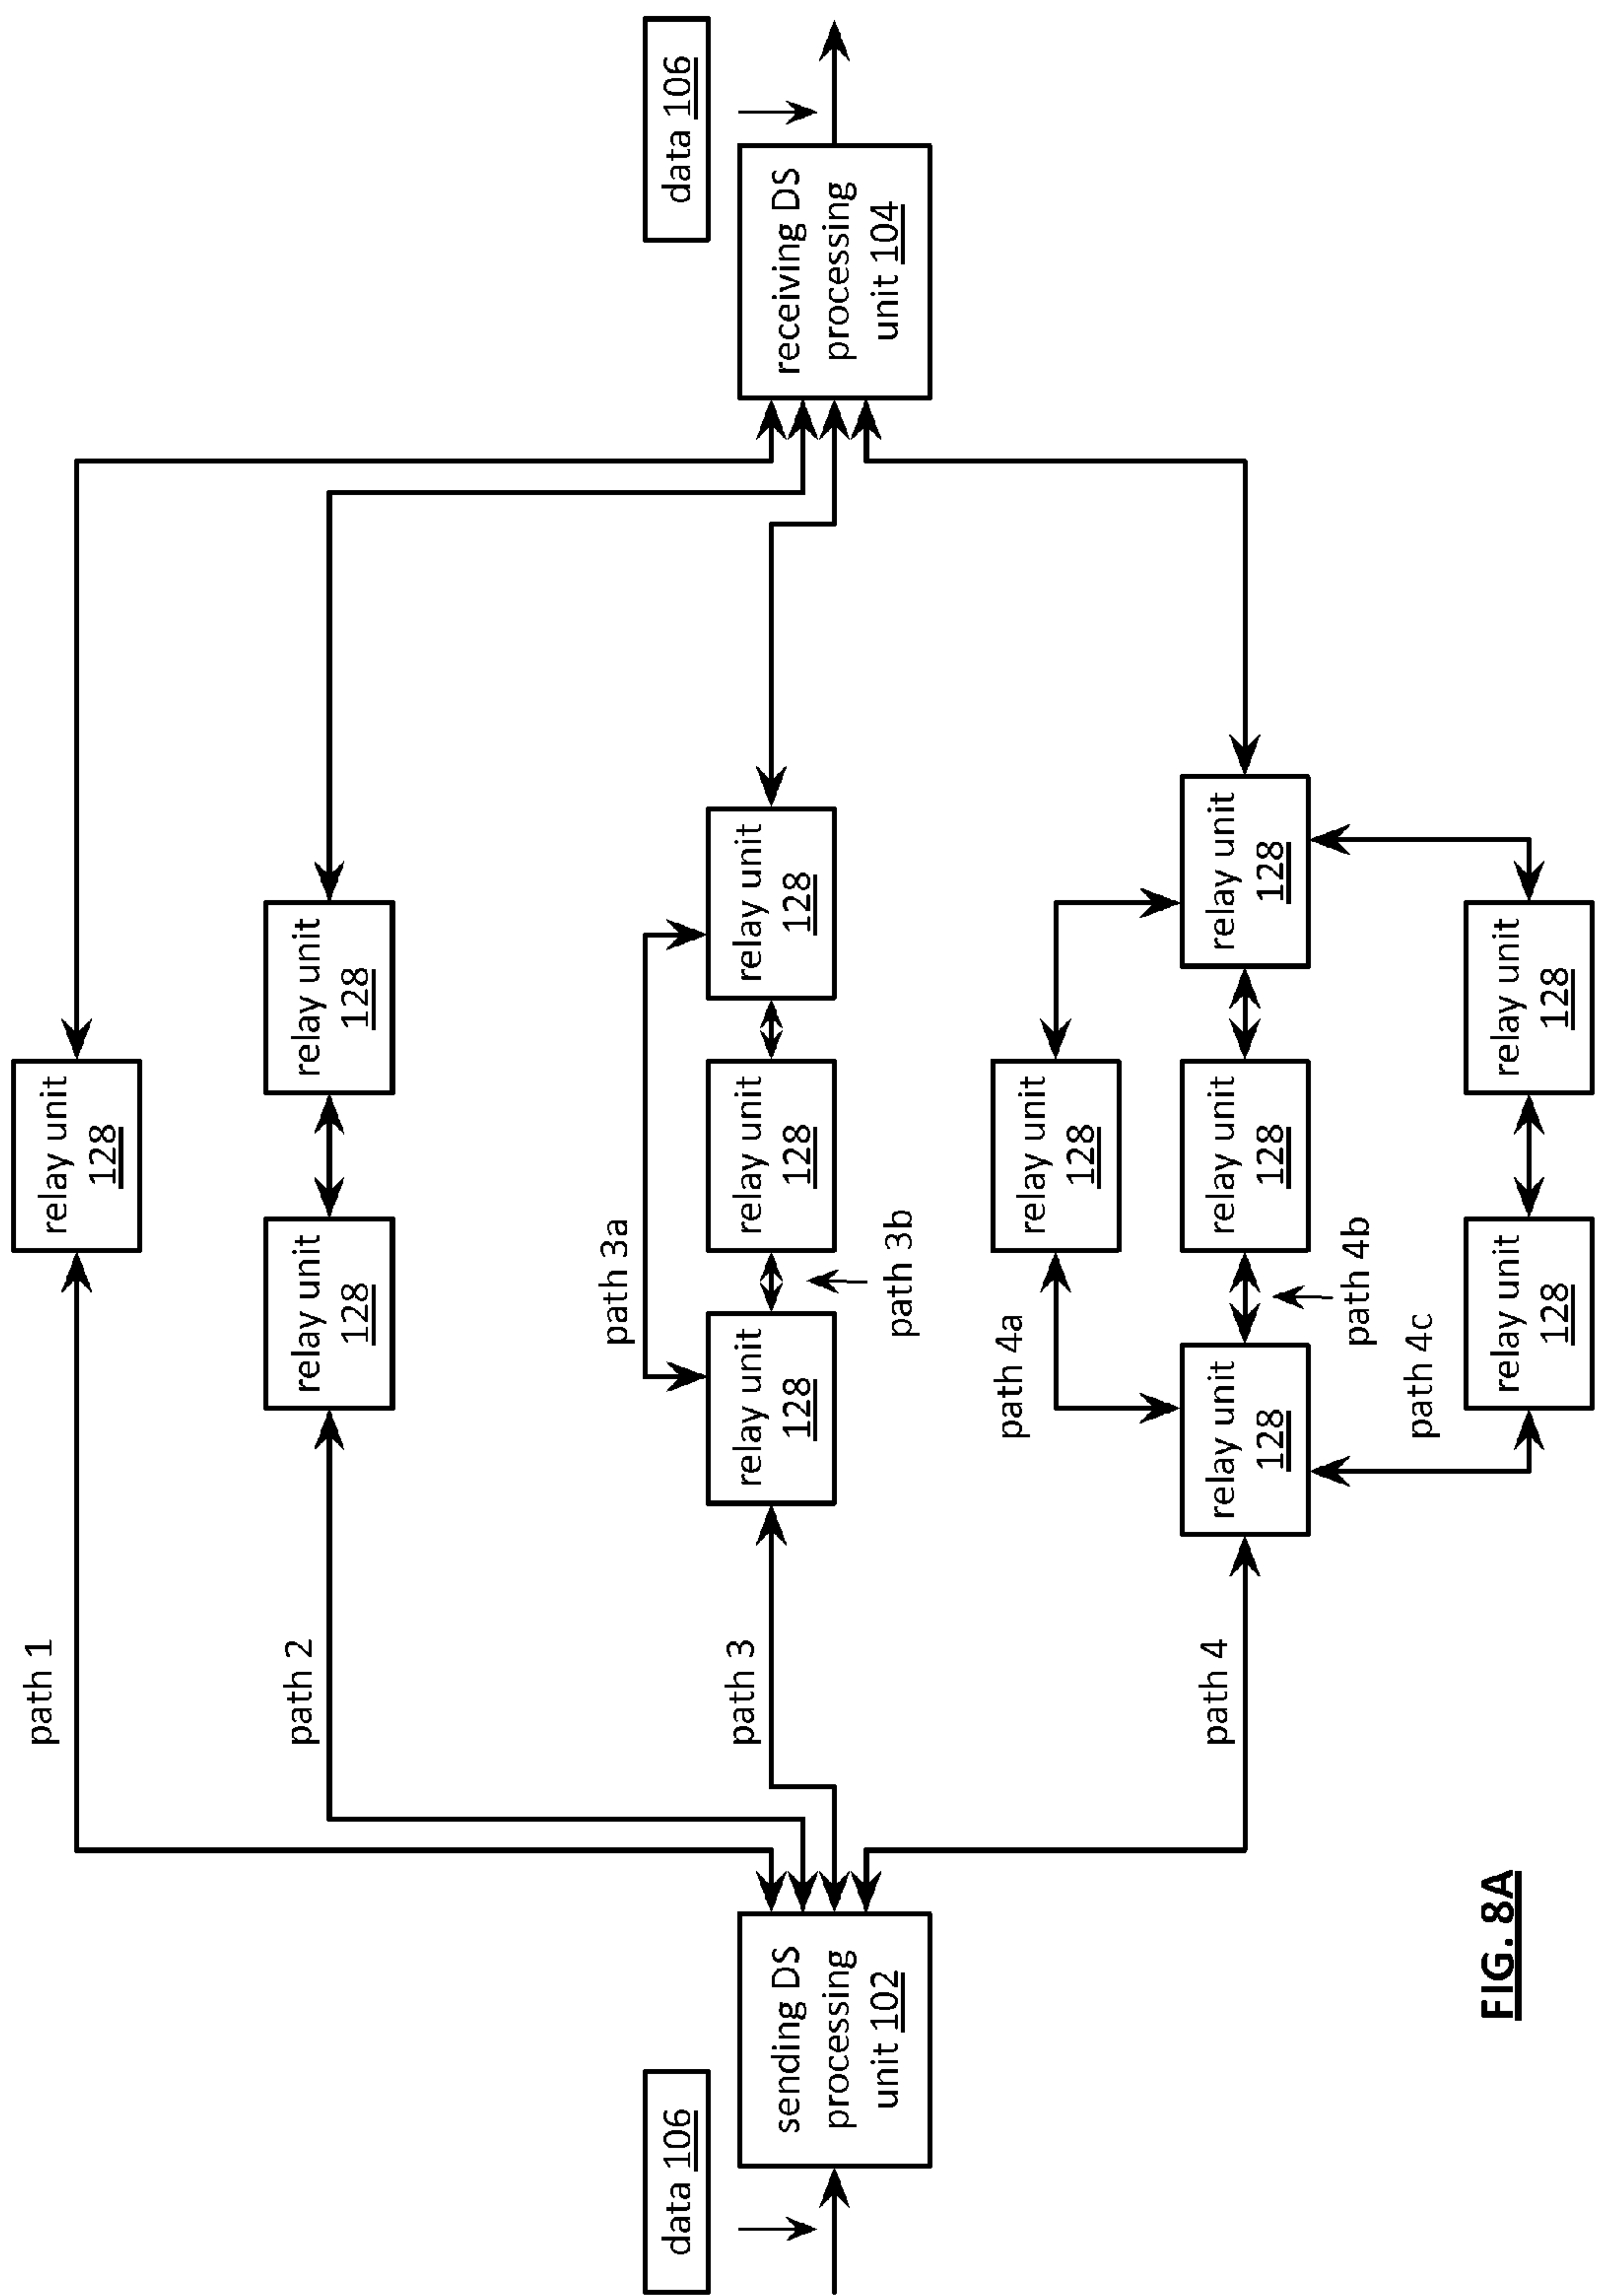 path 1
relay unit
128
path 2
relay unit
128
relay unit
128
data 106
sending DS
processing
unit 102
path 3
path 3a
relay unit
128
relay unit
128
relay unit
128
path 3b
data 106
receiving DS
processing
unit 104
path 4a
relay unit
128
path 4
relay unit
128
relay unit
128
relay unit
128
path 4b
path 4c
relay unit
128
relay unit
128
FIG. 8A